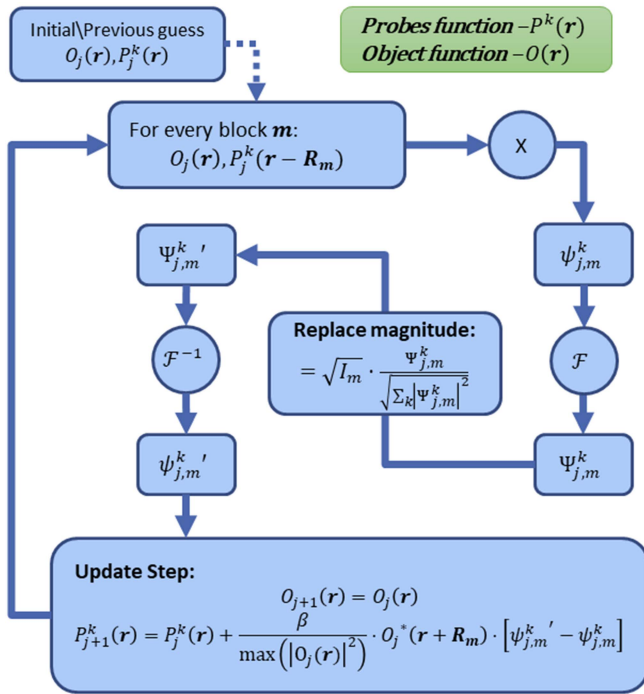 Initial\Previous guess
O_j(r), P_j^k(r)
Probes function –P^k(r)
Object function –O(r)
For every block m:
O_j(r), P_j^k(r − R_m)
X
ψ_{j,m}^k
ℱ
Ψ_{j,m}^k
Replace magnitude:
= √(I_m) · Ψ_{j,m}^k / √(Σ_k|Ψ_{j,m}^k|^2)
Ψ_{j,m}^k ′
ℱ^{−1}
ψ_{j,m}^k ′
Update Step:
O_{j+1}(r) = O_j(r)
P_{j+1}^k(r) = P_j^k(r) + β / max(|O_j(r)|^2) · O_j^*(r + R_m) · [ψ_{j,m}^k ′ − ψ_{j,m}^k]